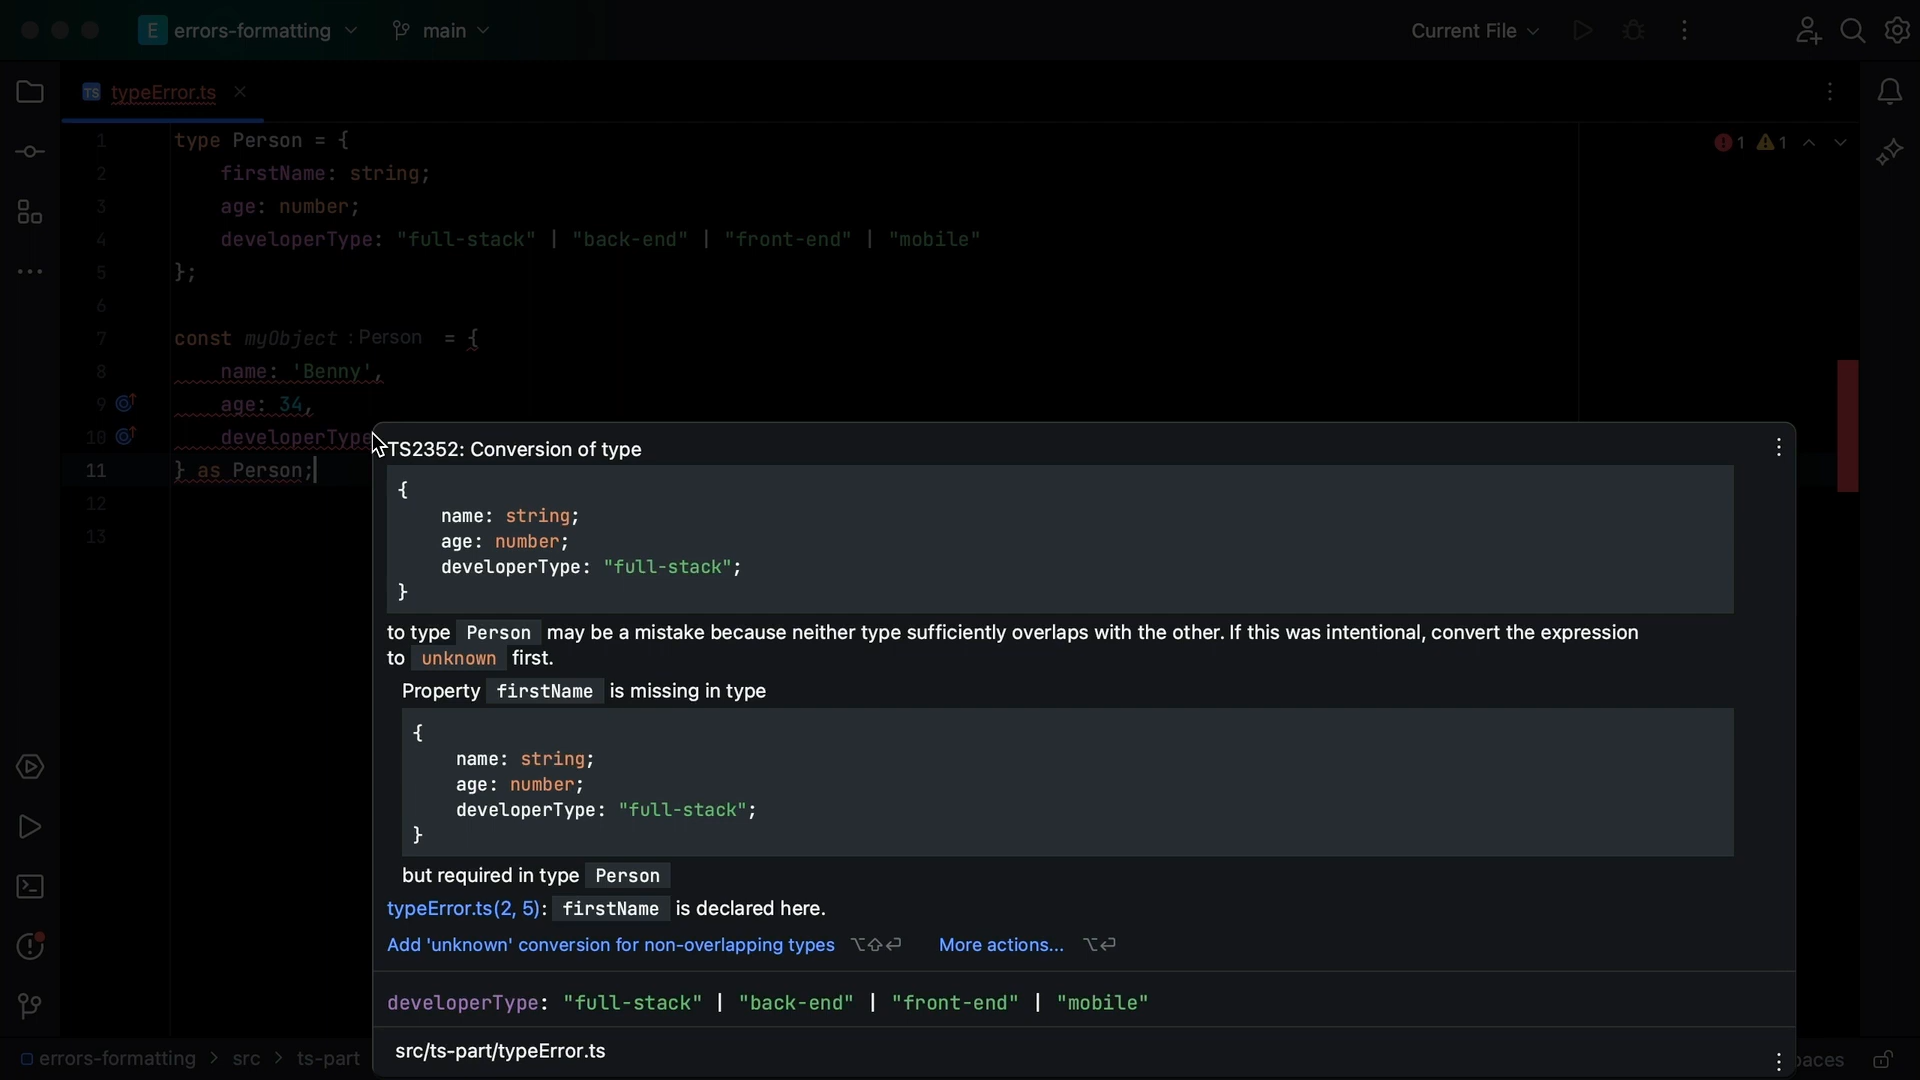 E errors-formatting main Current File
TS typeError.ts
1 type Person = {
1 1
2 firstName: string;
3 age: number;
4 developerType: "full-stack" | "back-end" | "front-end" | "mobile"
5 };
6
7 const myObject : Person = {
8 name: 'Benny',
9 age: 34,
10 developerType
11 } as Person;
12
13
TS2352: Conversion of type
{
name: string;
age: number;
developerType: "full-stack";
}
to type Person may be a mistake because neither type sufficiently overlaps with the other. If this was intentional, convert the expression
to unknown first.
Property firstName is missing in type
{
name: string;
age: number;
developerType: "full-stack";
}
but required in type Person
typeError.ts(2, 5): firstName is declared here.
Add 'unknown' conversion for non-overlapping types ⌥⇧⏎ More actions... ⌥⏎
developerType: "full-stack" | "back-end" | "front-end" | "mobile"
src/ts-part/typeError.ts
errors-formatting > src > ts-part